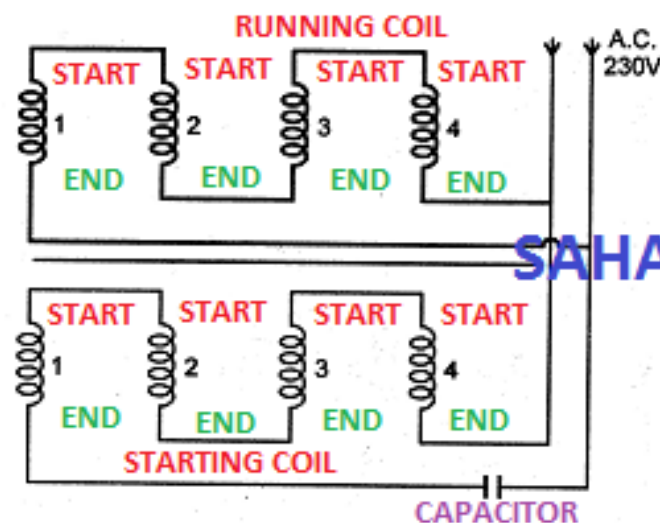 RUNNING COIL
A.C.
230V
START START START START
1 2 3 4
END END END END
SAHA
START START START START
1 2 3 4
END END END END
STARTING COIL
CAPACITOR